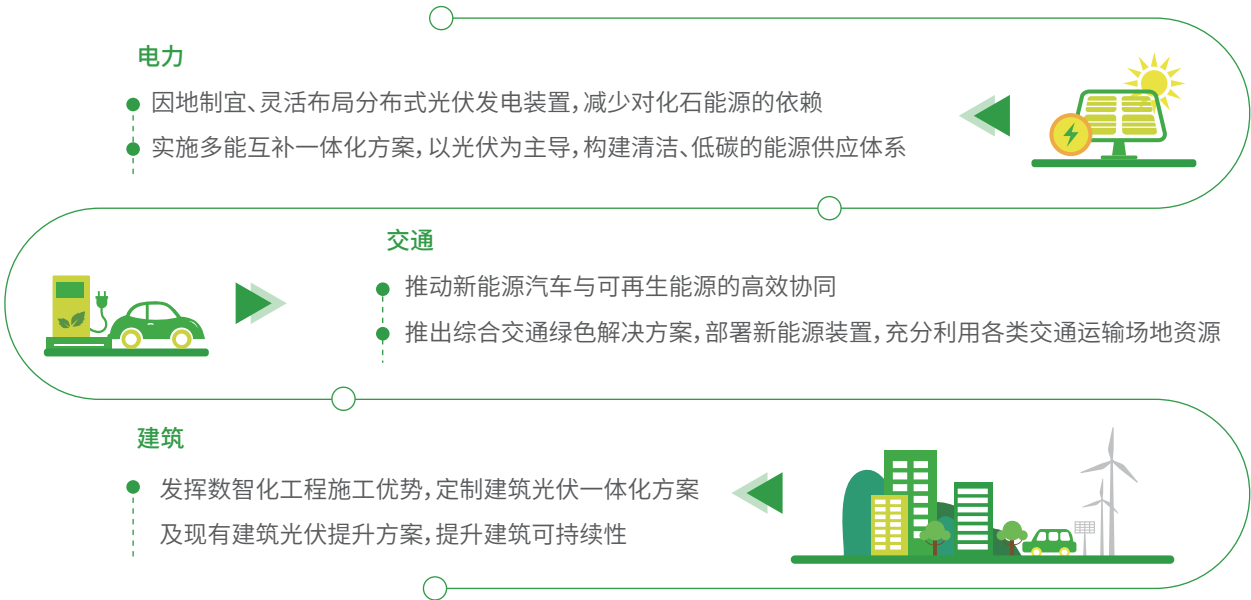 电力
因地制宜、灵活布局分布式光伏发电装置，减少对化石能源的依赖
实施多能互补一体化方案，以光伏为主导，构建清洁、低碳的能源供应体系
交通
推动新能源汽车与可再生能源的高效协同
推出综合交通绿色解决方案，部署新能源装置，充分利用各类交通运输场地资源
建筑
发挥数智化工程施工优势，定制建筑光伏一体化方案
及现有建筑光伏提升方案，提升建筑可持续性